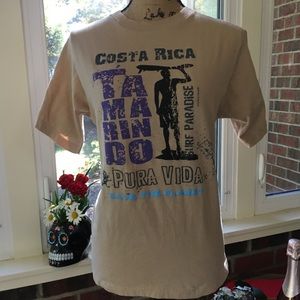 COSTA RICA
TA
MA
RIN
DO
SURF PARADISE
PURA VIDA